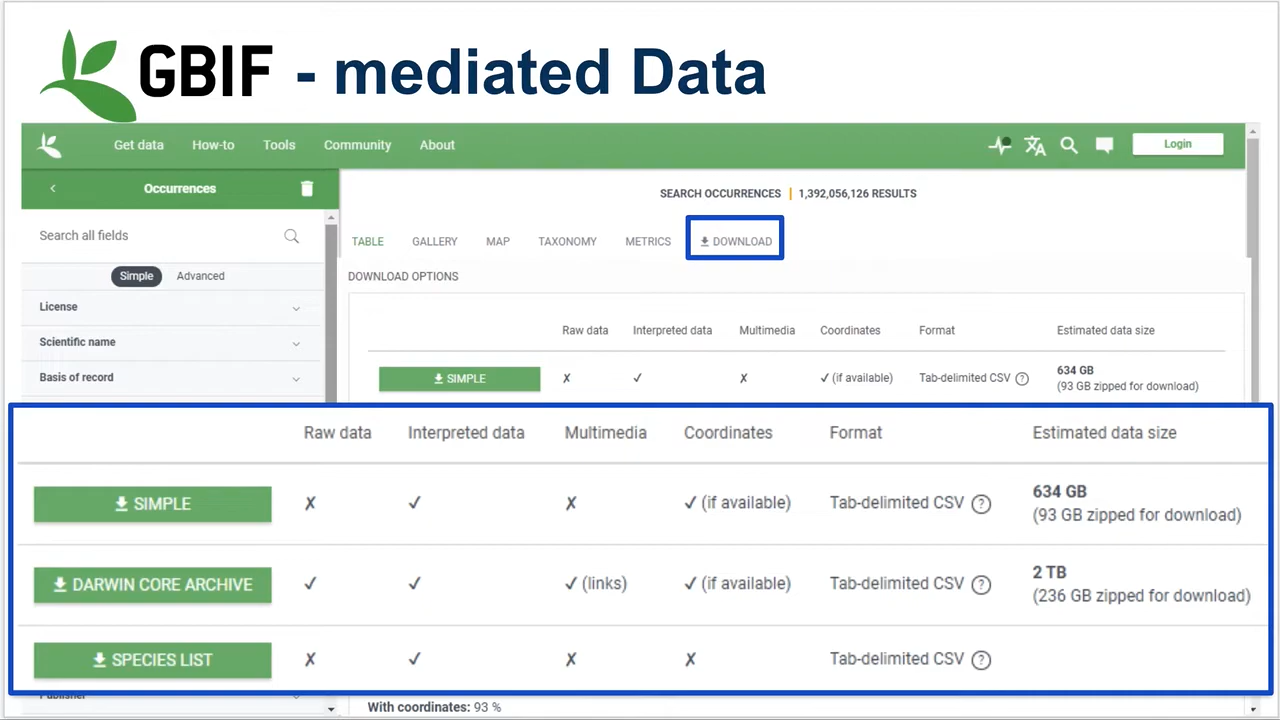 GBIF - mediated Data
Get data How-to Tools Community About Login
Occurrences
SEARCH OCCURRENCES | 1,392,056,126 RESULTS
Search all fields
TABLE GALLERY MAP TAXONOMY METRICS DOWNLOAD
Simple Advanced
DOWNLOAD OPTIONS
License
Scientific name
Basis of record
Raw data Interpreted data Multimedia Coordinates Format Estimated data size
SIMPLE ✗ ✓ ✗ ✓ (if available) Tab-delimited CSV ? 634 GB
(93 GB zipped for download)
Raw data Interpreted data Multimedia Coordinates Format Estimated data size
SIMPLE ✗ ✓ ✗ ✓ (if available) Tab-delimited CSV ? 634 GB
(93 GB zipped for download)
DARWIN CORE ARCHIVE ✓ ✓ ✓ (links) ✓ (if available) Tab-delimited CSV ? 2 TB
(236 GB zipped for download)
SPECIES LIST ✗ ✓ ✗ ✗ Tab-delimited CSV ?
Publisher
With coordinates: 93 %